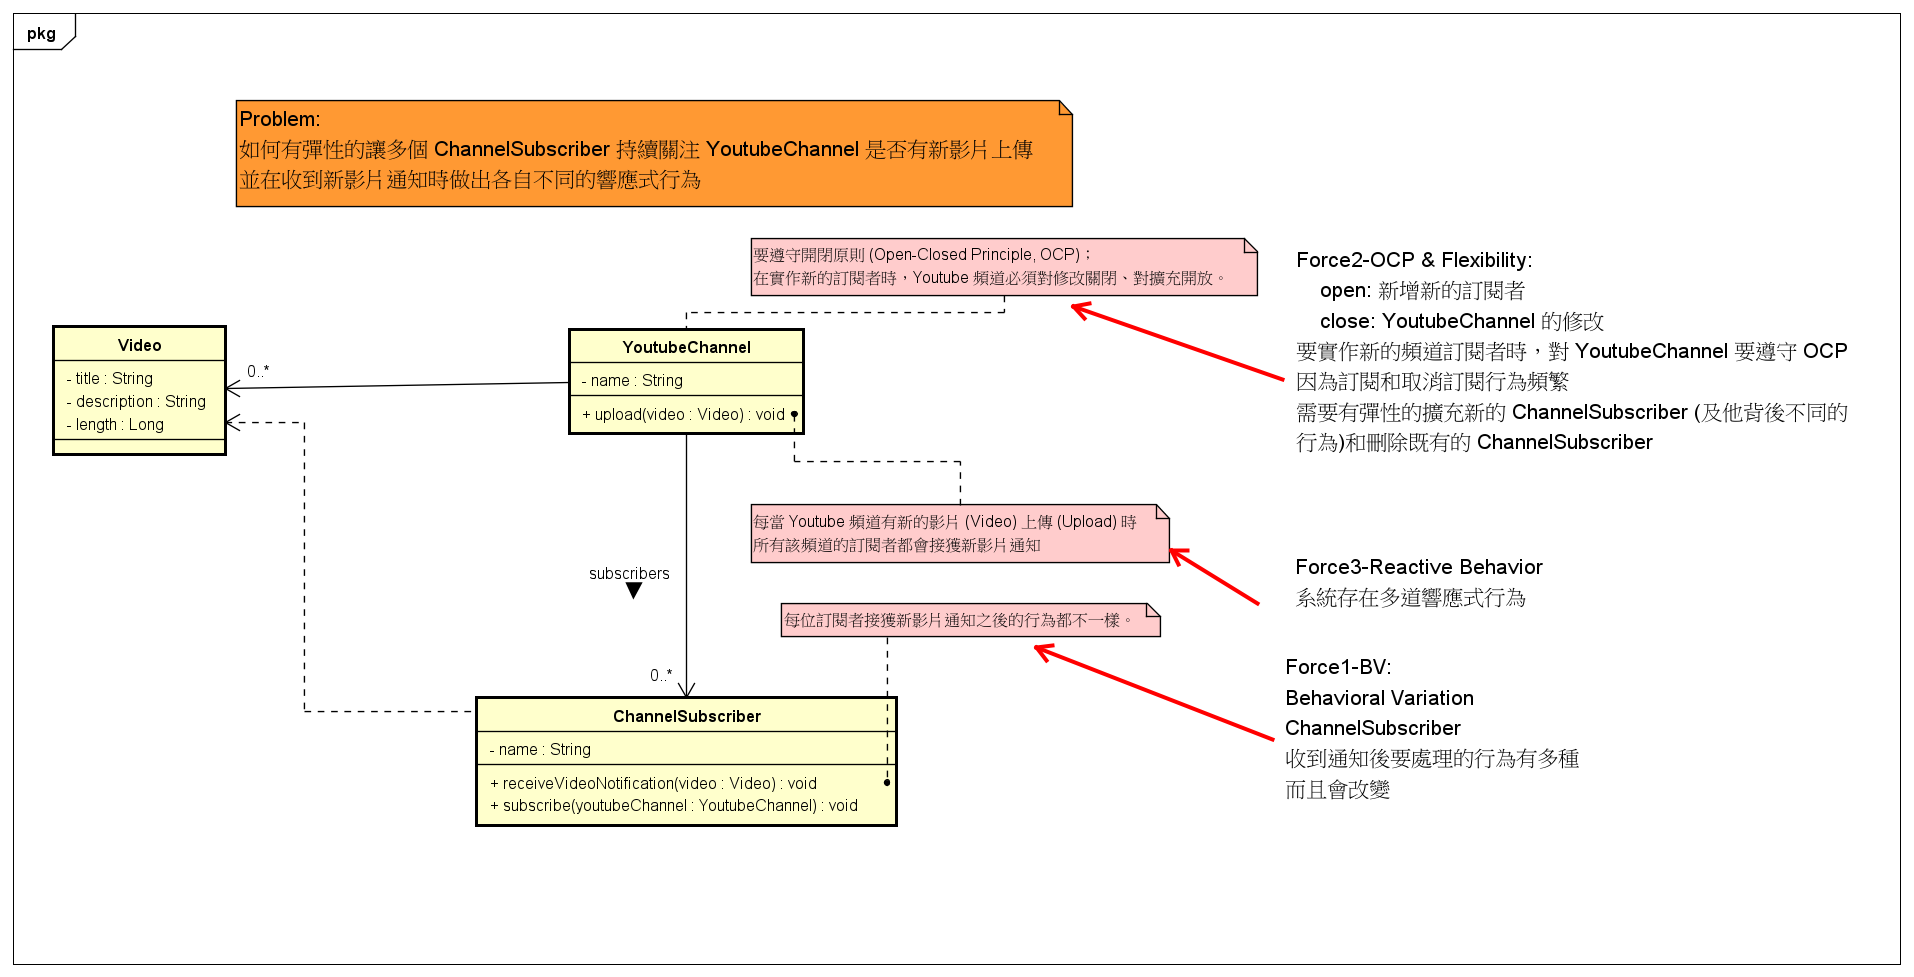 pkg
Problem:
如何有彈性的讓多個 ChannelSubscriber 持續關注 YoutubeChannel 是否有新影片上傳
並在收到新影片通知時做出各自不同的響應式行為
要遵守開閉原則 (Open-Closed Principle, OCP)；
在實作新的訂閱者時，Youtube 頻道必須對修改關閉、對擴充開放。
Force2-OCP & Flexibility:
open: 新增新的訂閱者
close: YoutubeChannel 的修改
要實作新的頻道訂閱者時，對 YoutubeChannel 要遵守 OCP
因為訂閱和取消訂閱行為頻繁
需要有彈性的擴充新的 ChannelSubscriber (及他背後不同的
行為)和刪除既有的 ChannelSubscriber
Video
- title : String
- description : String
- length : Long
0..*
YoutubeChannel
- name : String
+ upload(video : Video) : void
每當 Youtube 頻道有新的影片 (Video) 上傳 (Upload) 時
所有該頻道的訂閱者都會接獲新影片通知
Force3-Reactive Behavior
系統存在多道響應式行為
subscribers
每位訂閱者接獲新影片通知之後的行為都不一樣。
0..*
Force1-BV:
Behavioral Variation
ChannelSubscriber
收到通知後要處理的行為有多種
而且會改變
ChannelSubscriber
- name : String
+ receiveVideoNotification(video : Video) : void
+ subscribe(youtubeChannel : YoutubeChannel) : void